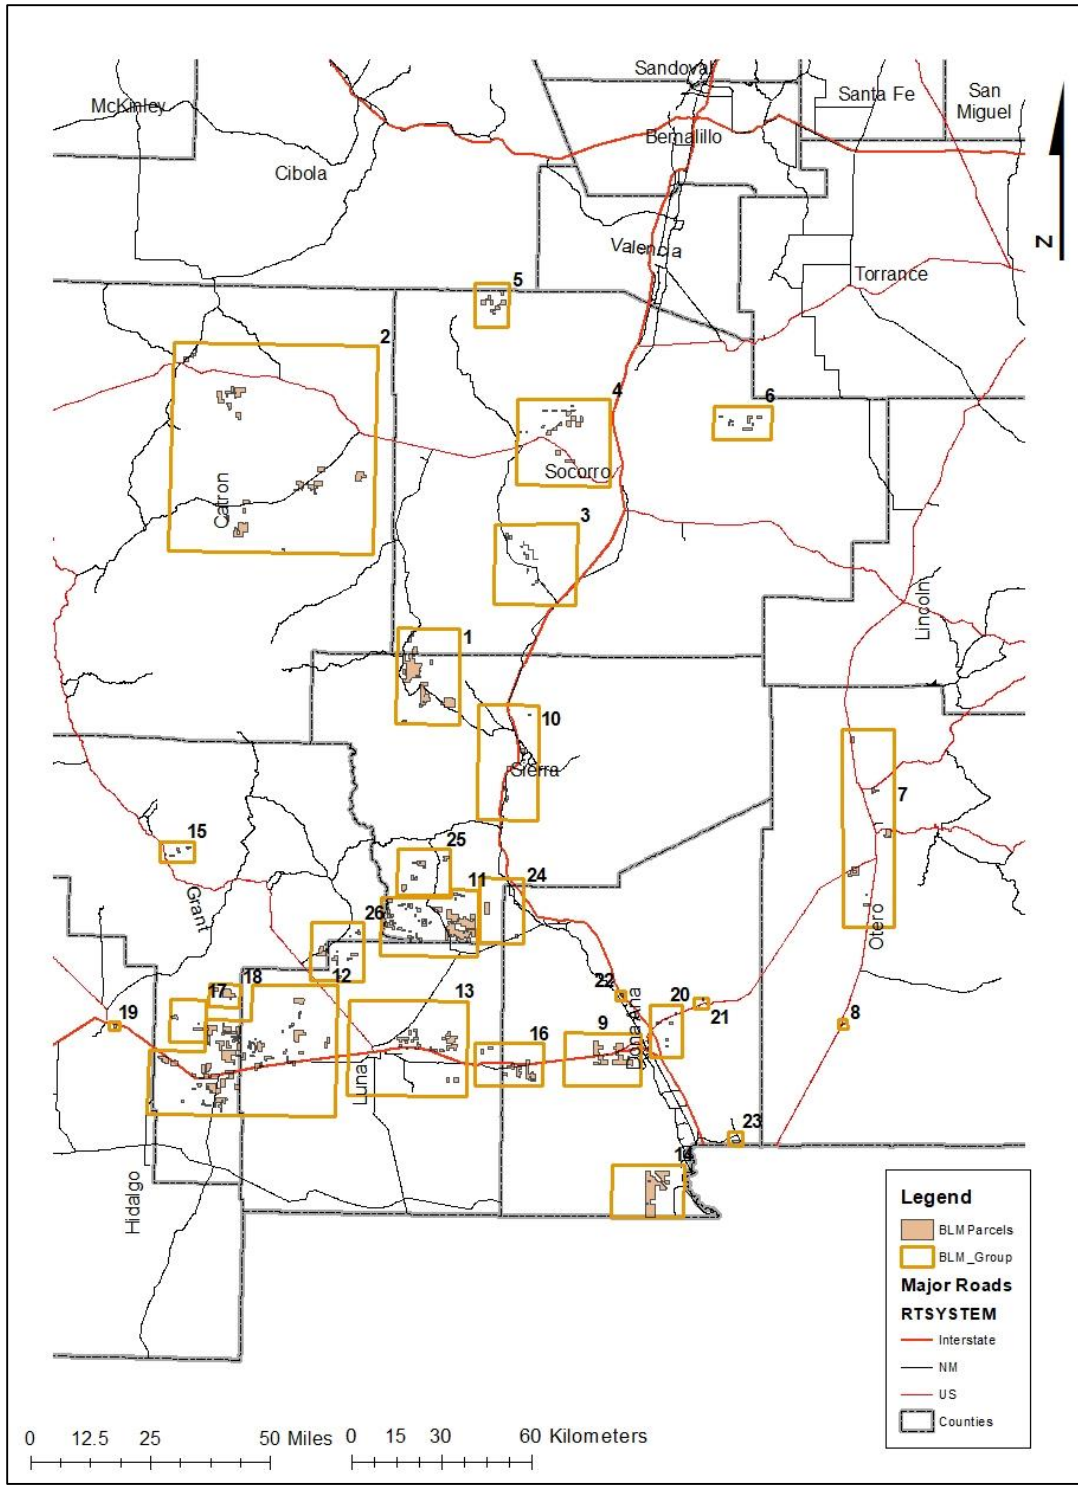 Sandoval
McKinley
Santa Fe
San
Miguel
Bernalillo
Cibola
N
Valencia
Torrance
5
2
4
6
Socorro
Catron
3
Lincoln
1
10
Sierra
7
15
25
24
11
Grant
26
Otero
12
22
17
18
13
20
19
21
8
16
9
Dona Ana
Luna
23
14
Hidalgo
Legend
BLM Parcels
BLM_Group
Major Roads
RTSYSTEM
Interstate
NM
US
Counties
0 12.5 25 50 Miles
0 15 30 60 Kilometers